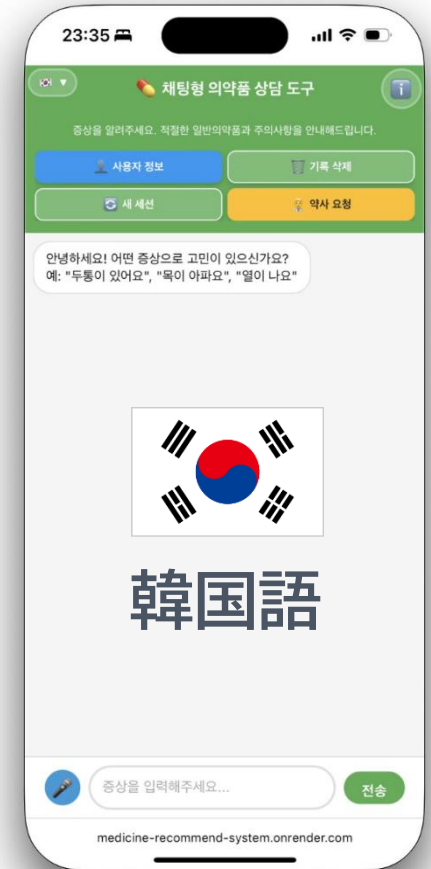 23:35
채팅형 의약품 상담 도구
증상을 알려주세요. 적절한 일반의약품과 주의사항을 안내해드립니다.
사용자 정보
기록 삭제
새 세션
약사 요청
안녕하세요! 어떤 증상으로 고민이 있으신가요?
예: "두통이 있어요", "목이 아파요", "열이 나요"
韓国語
증상을 입력해주세요...
전송
medicine-recommend-system.onrender.com